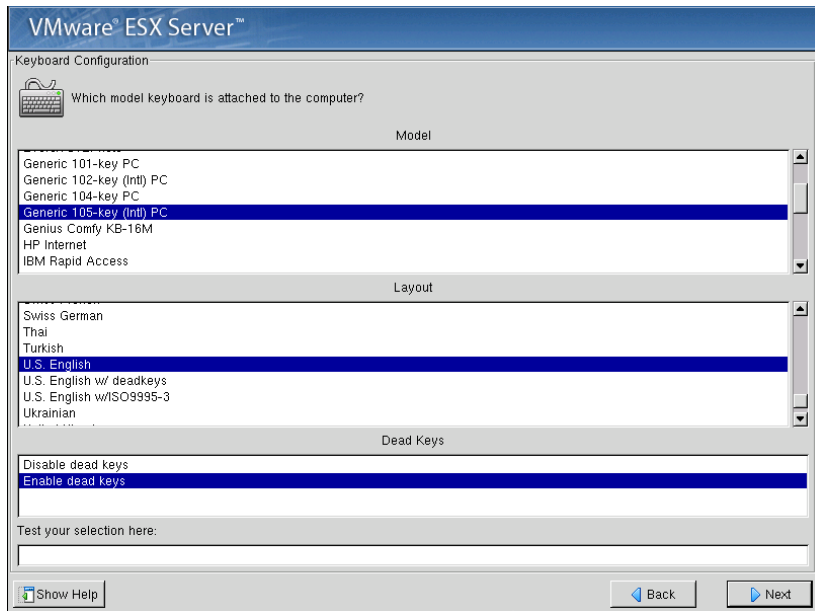 VMware® ESX Server™
Keyboard Configuration
Which model keyboard is attached to the computer?
Model
Generic 101-key PC
Generic 102-key (Intl) PC
Generic 104-key PC
Generic 105-key (Intl) PC
Genius Comfy KB-16M
HP Internet
IBM Rapid Access
Layout
Swiss German
Thai
Turkish
U.S. English
U.S. English w/ deadkeys
U.S. English w/ISO9995-3
Ukrainian
Dead Keys
Disable dead keys
Enable dead keys
Test your selection here:
Show Help
Back
Next